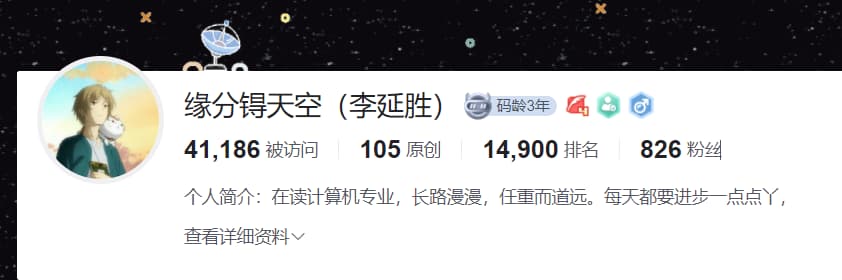 缘分锝天空（李延胜） 码龄3年 4
41,186 被访问 105 原创 14,900 排名 826 粉丝
个人简介：在读计算机专业，长路漫漫，任重而道远。每天都要进步一点点丫，
查看详细资料